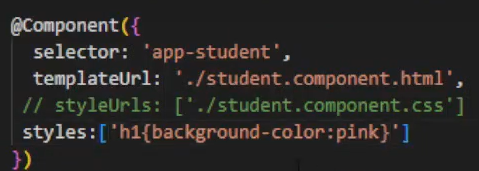 @Component({
selector: 'app-student',
templateUrl: './student.component.html',
// styleUrls: ['./student.component.css']
styles:['h1{background-color:pink}']
})